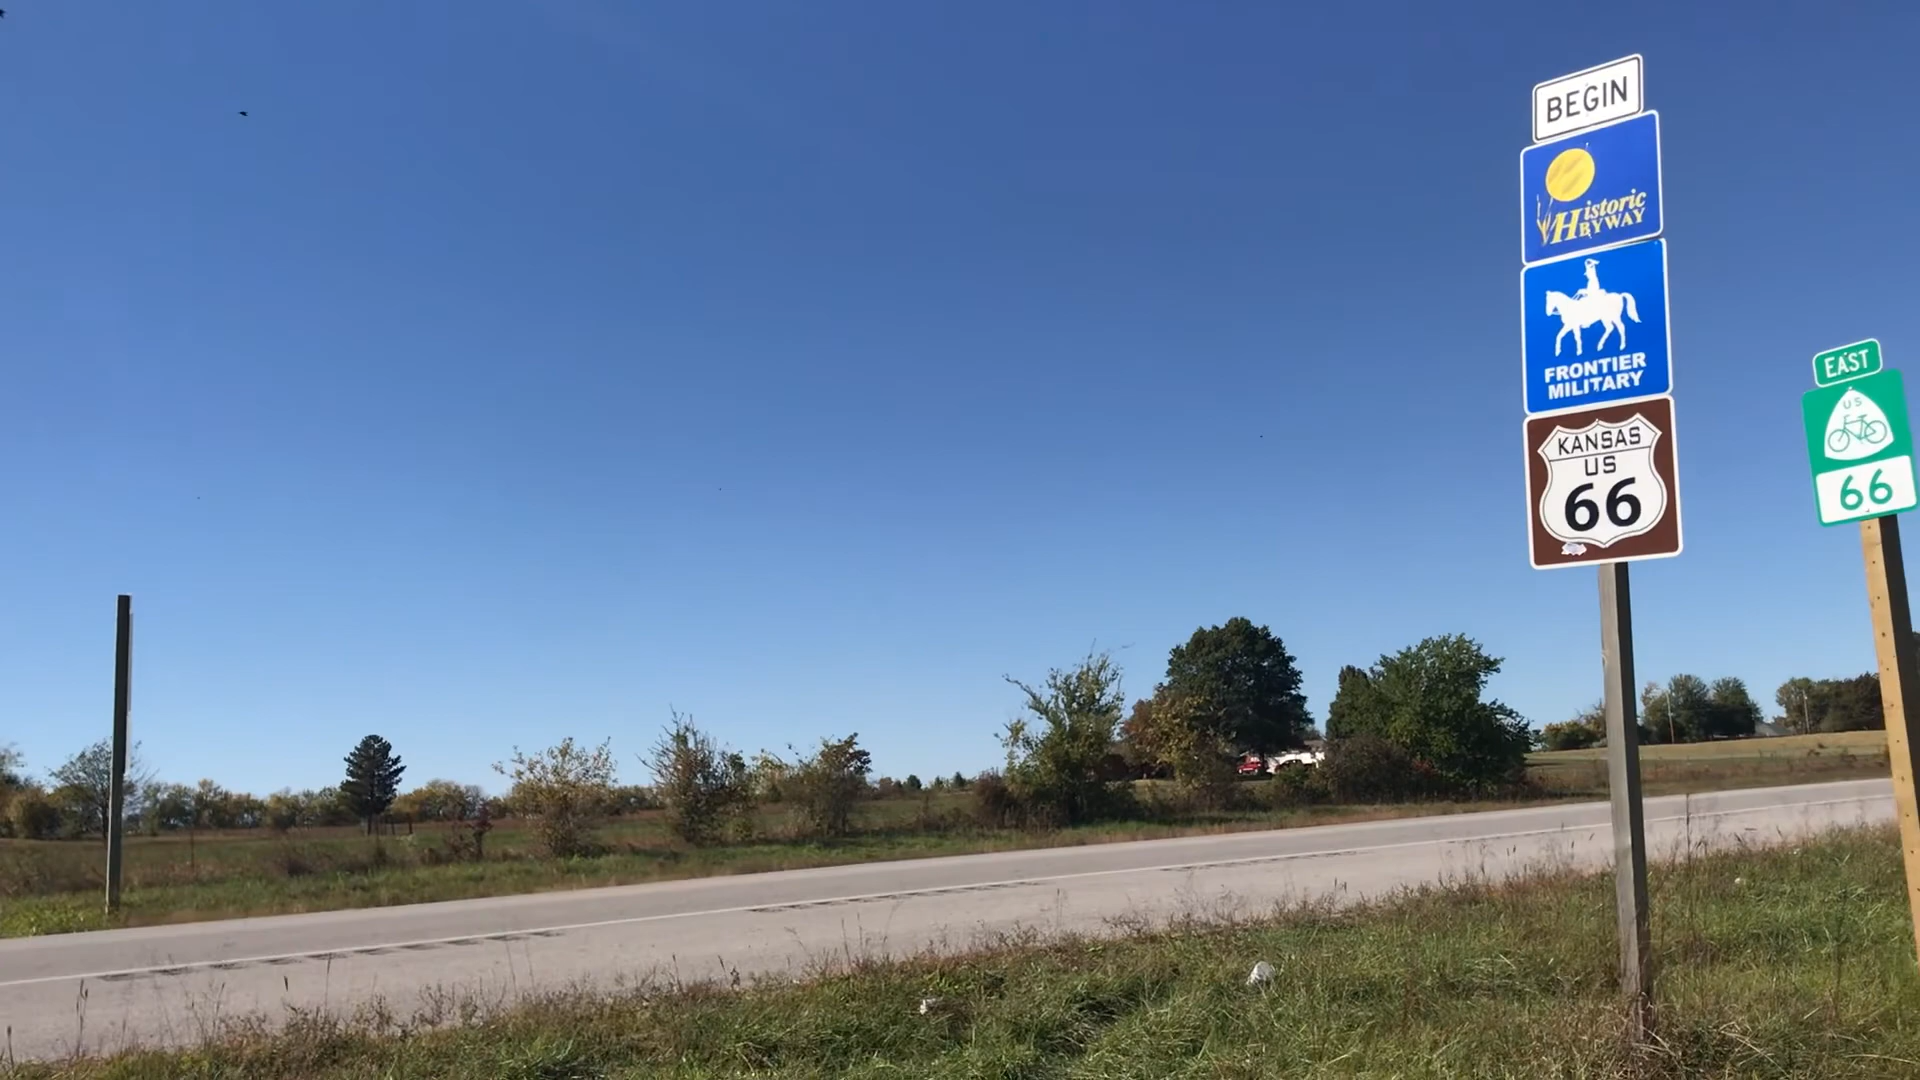 BEGIN
Historic
BYWAY
FRONTIER
MILITARY
KANSAS
US
66
EAST
US
66